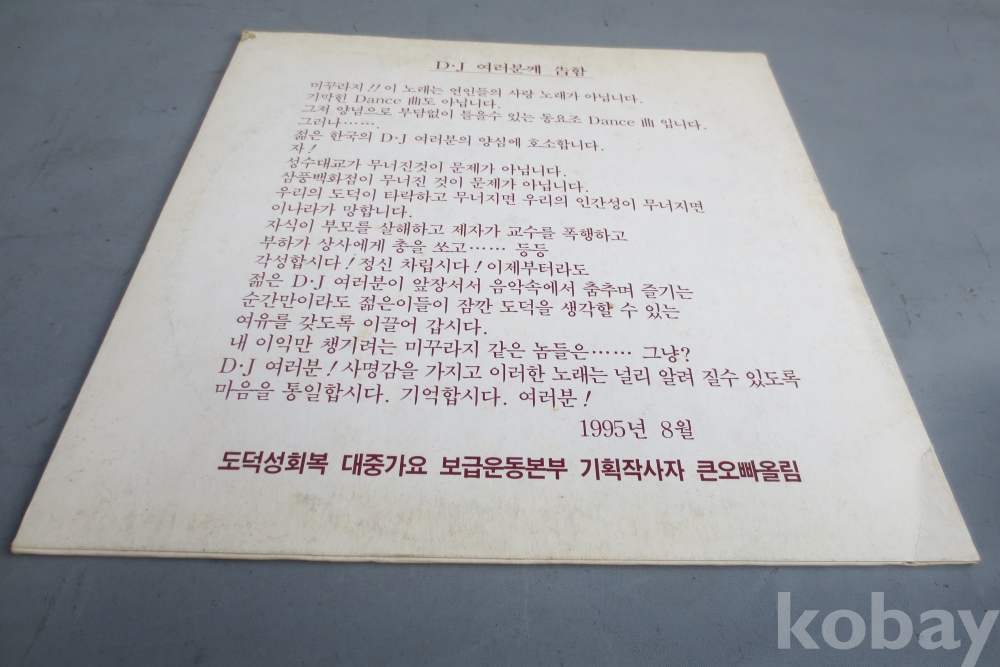 D·J 여러분께 告함
미꾸라지!! 이 노래는 연인들의 사랑 노래가 아닙니다.
기막힌 Dance 曲도 아닙니다.
그저 양념으로 부담없이 틀을수 있는 동요조 Dance 曲 입니다.
그러나…….
젊은 한국의 D·J 여러분의 양심에 호소합니다.
자!
성수대교가 무너진것이 문제가 아닙니다.
삼풍백화점이 무너진 것이 문제가 아닙니다.
우리의 도덕이 타락하고 무너지면 우리의 인간성이 무너지면
이나라가 망합니다.
자식이 부모를 살해하고 제자가 교수를 폭행하고
부하가 상사에게 총을 쏘고…… 등등
각성합시다! 정신 차립시다! 이제부터라도
젊은 D·J 여러분이 앞장서서 음악속에서 춤추며 즐기는
순간만이라도 젊은이들이 잠깐 도덕을 생각할 수 있는
여유를 갖도록 이끌어 갑시다.
내 이익만 챙기려는 미꾸라지 같은 놈들은…… 그냥?
D·J 여러분! 사명감을 가지고 이러한 노래는 널리 알려 질수 있도록
마음을 통일합시다. 기억합시다. 여러분!
1995년 8월
도덕성회복 대중가요 보급운동본부 기획작사자 큰오빠올림
kobay